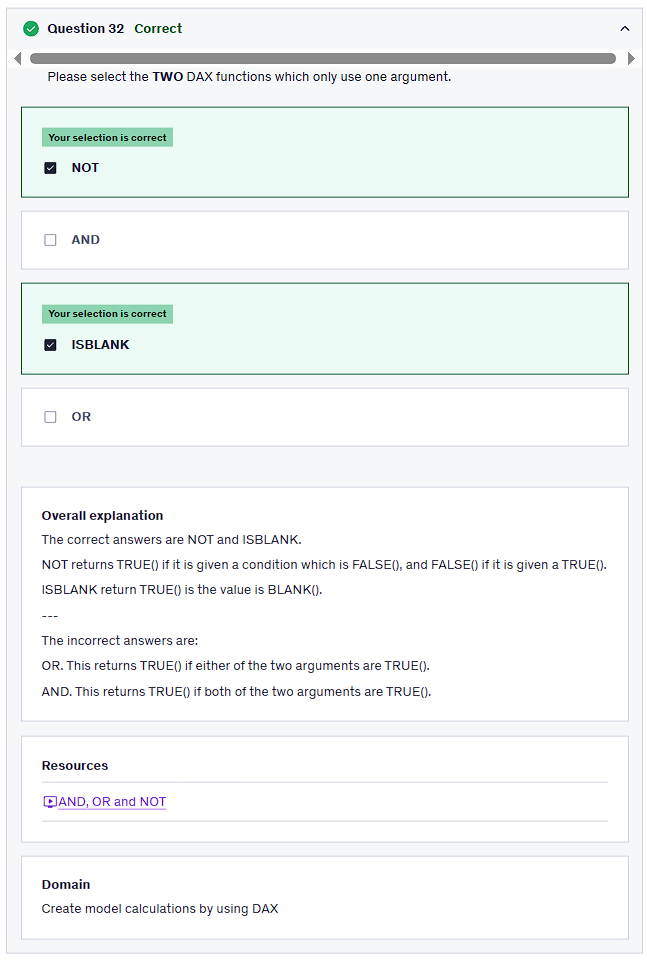 Question 32 Correct
Please select the TWO DAX functions which only use one argument.
Your selection is correct
NOT
AND
Your selection is correct
ISBLANK
OR
Overall explanation
The correct answers are NOT and ISBLANK.
NOT returns TRUE() if it is given a condition which is FALSE(), and FALSE() if it is given a TRUE().
ISBLANK return TRUE() is the value is BLANK().
---
The incorrect answers are:
OR. This returns TRUE() if either of the two arguments are TRUE().
AND. This returns TRUE() if both of the two arguments are TRUE().
Resources
AND, OR and NOT
Domain
Create model calculations by using DAX